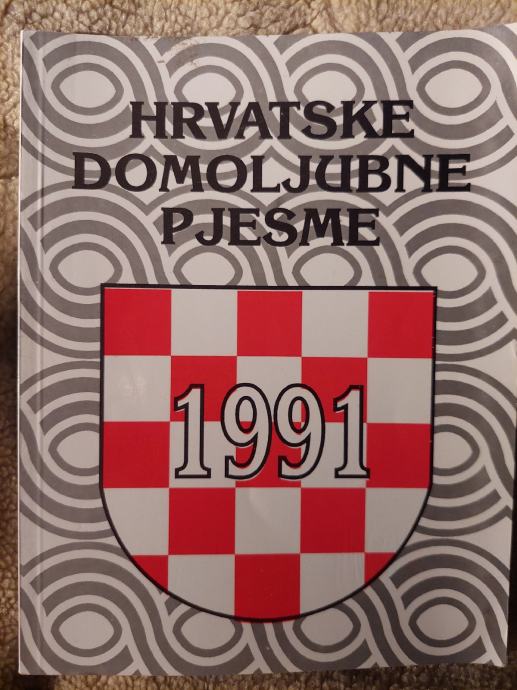 HRVATSKE
DOMOLJUBNE
PJESME
1991